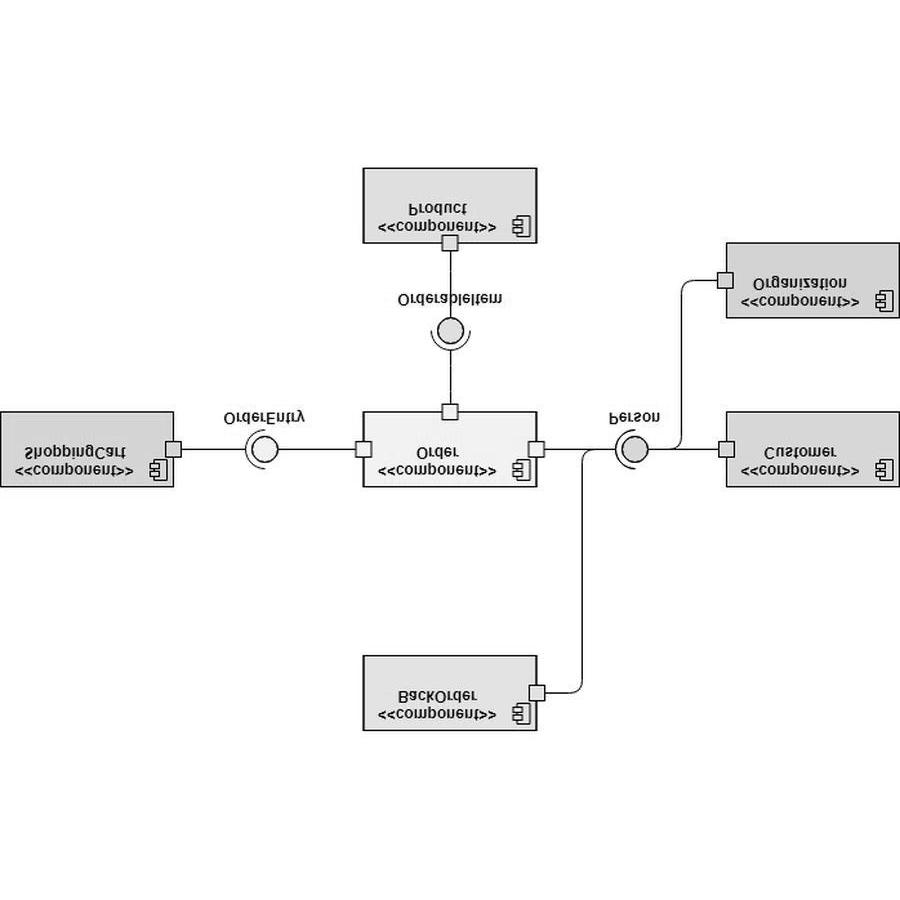 <<component>>
BackOrder
<<component>>
ShoppingCart
<<component>>
Order
<<component>>
Customer
OrderEntry
Person
OrderableItem
<<component>>
Organization
<<component>>
Product